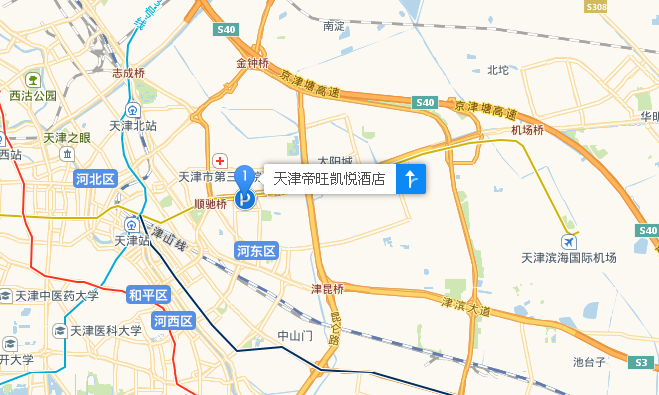 S308
南淀
S40
金钟桥
志成桥
京津塘高速
北坨
西沽公园
S40
京津塘高速
天津北站
机场桥
华明
天津之眼
西站
天津市第三
太阳城
河北区
1
天津帝旺凯悦酒店
顺驰桥
天津站
津山线
S40
河东区
天津滨海国际机场
天津中医药大学
和平区
津昆桥
津滨大道
河西区
天津医科大学
中山门
开大学
池台子
S3